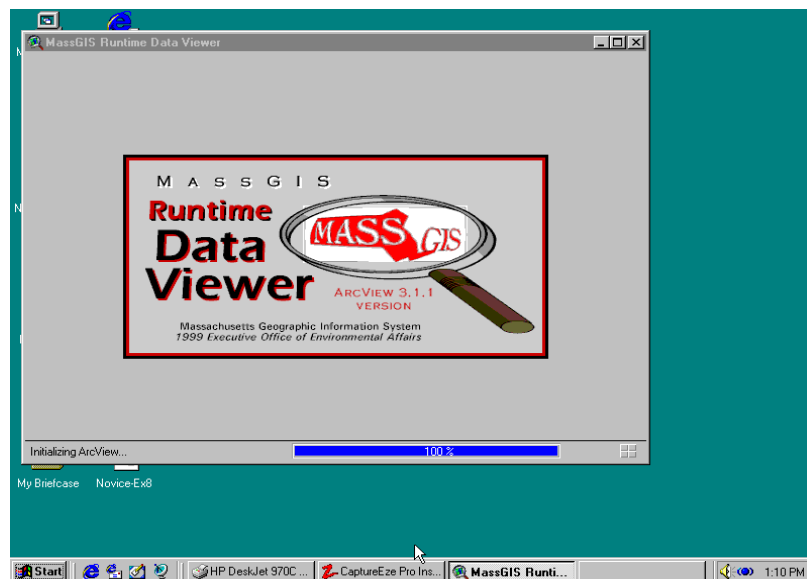 MassGIS Runtime Data Viewer
MASSGIS
Runtime
Data
Viewer
MASS GIS
ARCVIEW 3.1.1
VERSION
Massachusetts Geographic Information System
1999 Executive Office of Environmental Affairs
Initializing ArcView...
100 %
My Briefcase
Novice-Ex8
Start
HP DeskJet 970C ...
CaptureEze Pro Ins...
MassGIS Runti...
1:10 PM